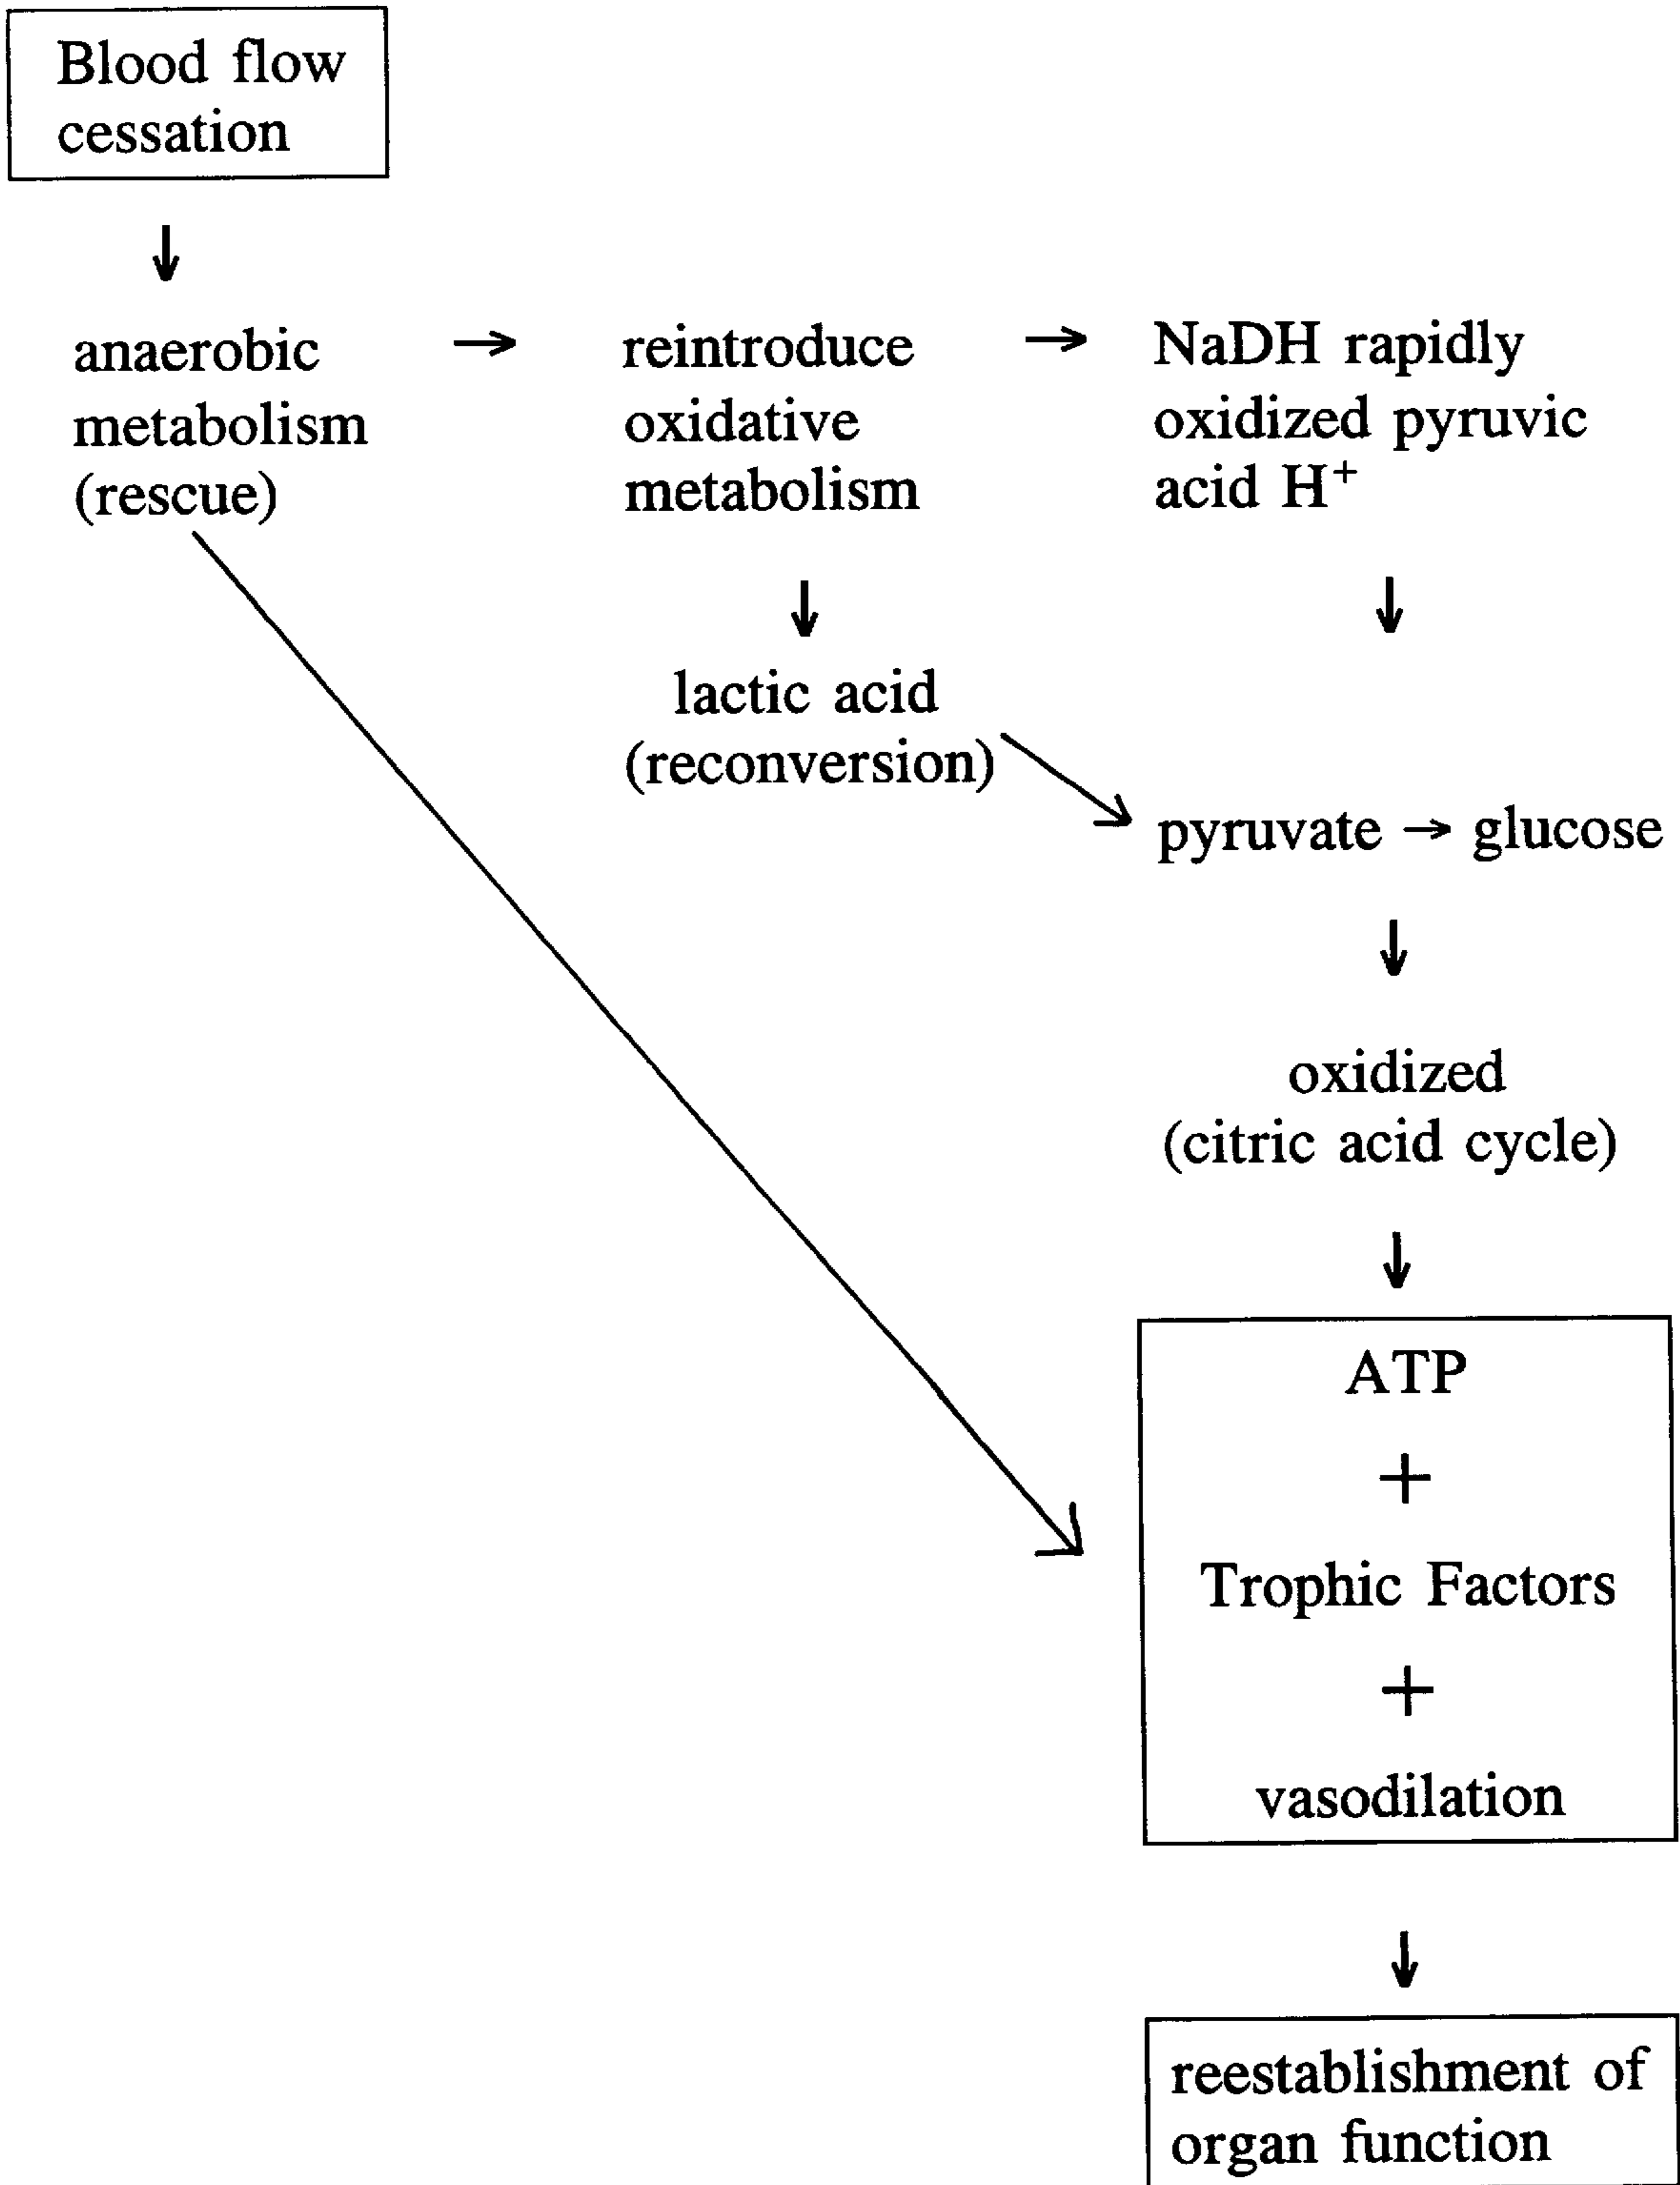 Blood flow
cessation
↓
anaerobic → reintroduce → NaDH rapidly
metabolism oxidative oxidized pyruvic
(rescue) metabolism acid H⁺
↓ ↓
lactic acid
(reconversion)
pyruvate → glucose
↓
oxidized
(citric acid cycle)
↓
ATP
+
Trophic Factors
+
vasodilation
↓
reestablishment of
organ function